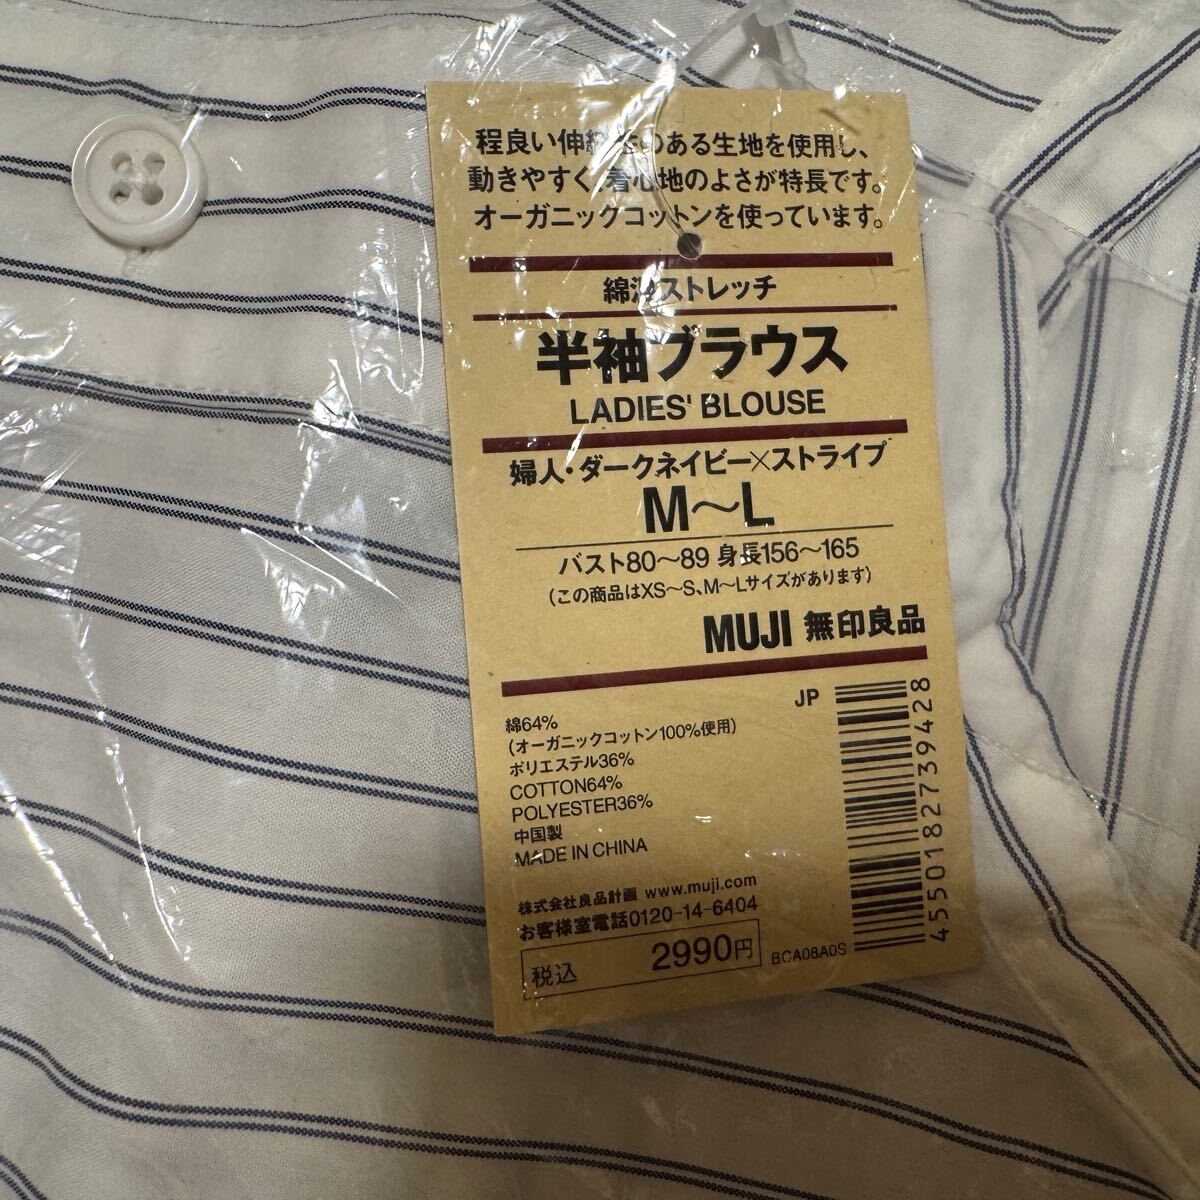 程良い伸縮性のある生地を使用し、
動きやすく、着心地のよさが特長です。
オーガニックコットンを使っています。
綿混ストレッチ
半袖ブラウス
LADIES' BLOUSE
婦人・ダークネイビー×ストライプ
M〜L
バスト80〜89 身長156〜165
(この商品はXS〜S、M〜Lサイズがあります)
MUJI 無印良品
JP
綿64%
(オーガニックコットン100%使用)
ポリエステル36%
COTTON64%
POLYESTER36%
中国製
MADE IN CHINA
株式会社良品計画 www.muji.com
お客様室電話0120-14-6404
税込 2990円
BCA08A0S
4550182739428